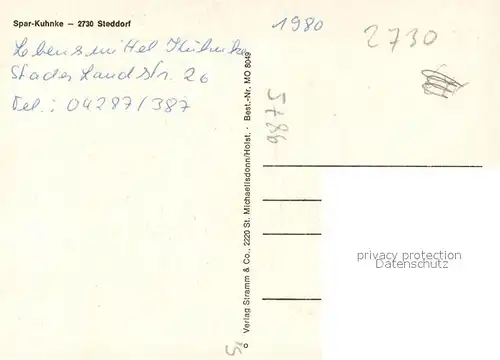 Spar-Kuhnke – 2730 Steddorf
Lebensmittel Kuhnke
Stader Landstr. 26
Tel.: 04287/387
Verlag Stramm & Co., 2220 St. Michaelisdonn/Holst. · Best.-Nr. MO 8049
1980
2730
5786
privacy protection
Datenschutz